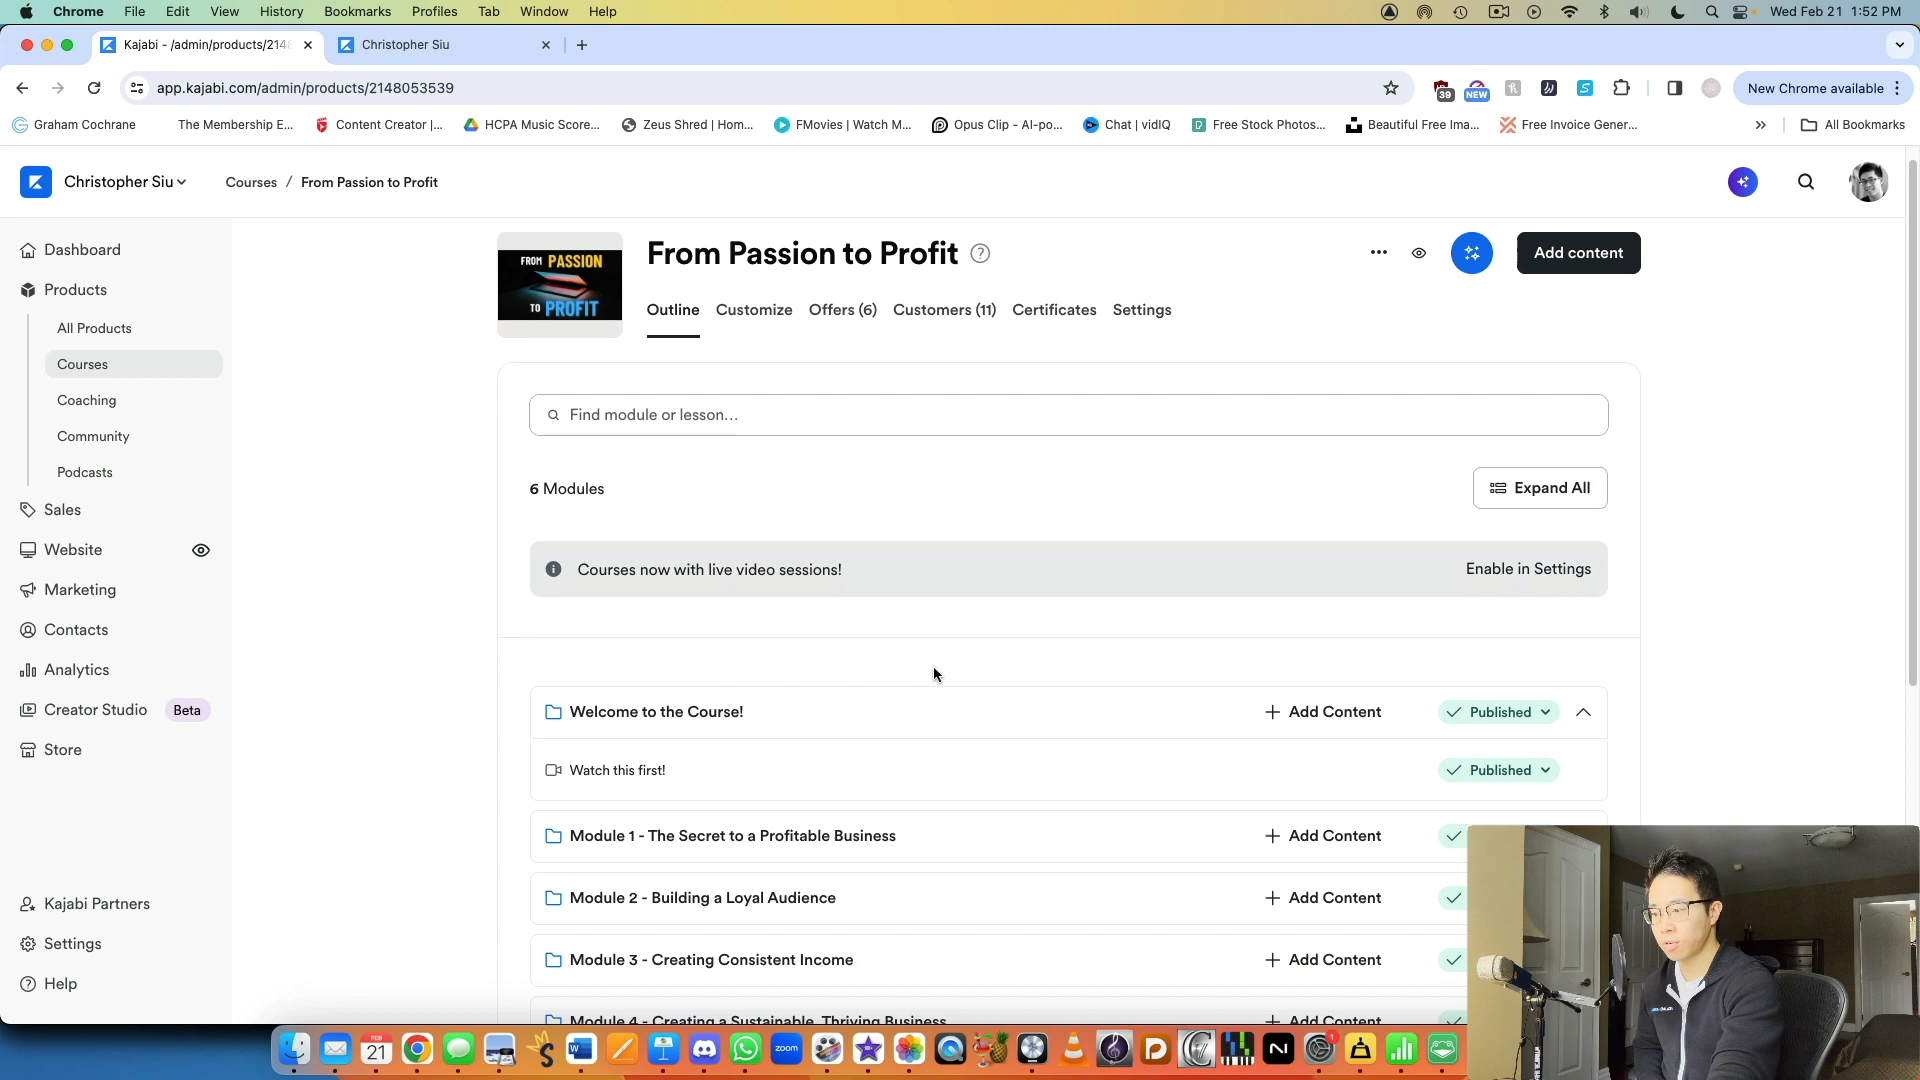 Chrome File Edit View History Bookmarks Profiles Tab Window Help Wed Feb 21 1:52 PM
Kajabi - /admin/products/214 Christopher Siu
app.kajabi.com/admin/products/2148053539 39 NEW New Chrome available
Graham Cochrane The Membership E... Content Creator |... HCPA Music Score... Zeus Shred | Hom... FMovies | Watch M... Opus Clip - AI-po... Chat | vidIQ Free Stock Photos... Beautiful Free Ima... Free Invoice Gener... » All Bookmarks
Christopher Siu Courses / From Passion to Profit
Dashboard
Products
All Products
Courses
Coaching
Community
Podcasts
Sales
Website
Marketing
Contacts
Analytics
Creator Studio Beta
Store
Kajabi Partners
Settings
Help
FROM PASSION
TO PROFIT
From Passion to Profit ?
Add content
Outline Customize Offers (6) Customers (11) Certificates Settings
Find module or lesson...
6 Modules Expand All
Courses now with live video sessions! Enable in Settings
Welcome to the Course! + Add Content Published
Watch this first! Published
Module 1 - The Secret to a Profitable Business + Add Content
Module 2 - Building a Loyal Audience + Add Content
Module 3 - Creating Consistent Income + Add Content
Module 4 - Creating a Sustainable, Thriving Business + Add Content
FEB
21
zoom
1